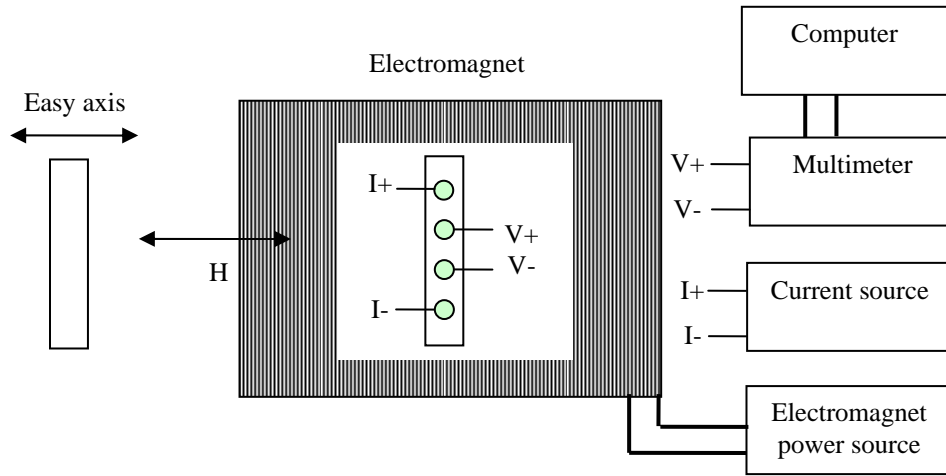 Computer
Electromagnet
Easy axis
Multimeter
V+
V-
I+
V+
V-
I-
H
I+
I-
Current source
Electromagnet
power source